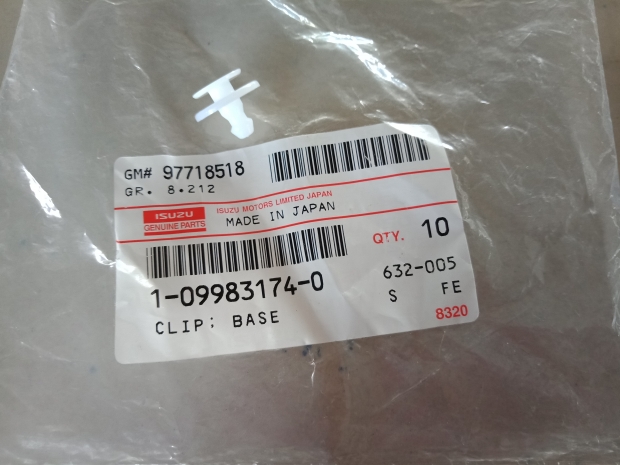 GM# 97718518
GR. 8.212
ISUZU
GENUINE PARTS
ISUZU MOTORS LIMITED JAPAN
MADE IN JAPAN
QTY. 10
1-09983174-0
632-005
CLIP; BASE
S FE
8320